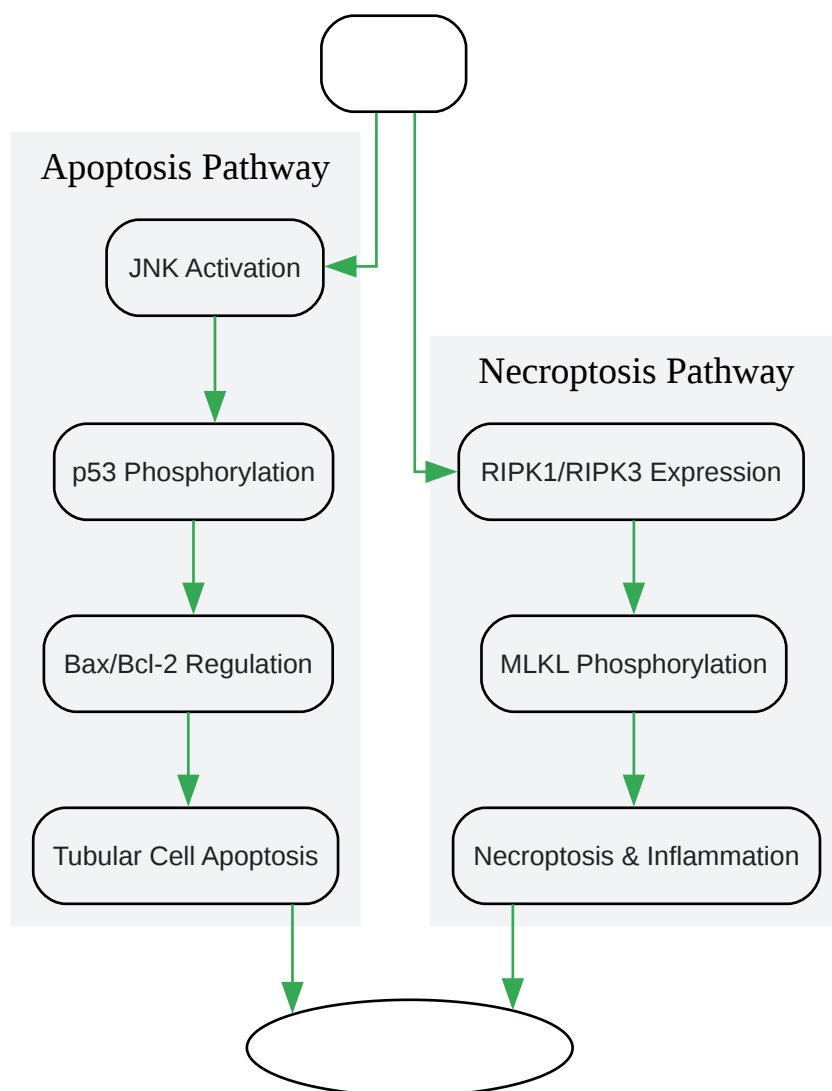 Apoptosis Pathway
JNK Activation
p53 Phosphorylation
Bax/Bcl-2 Regulation
Tubular Cell Apoptosis
Necroptosis Pathway
RIPK1/RIPK3 Expression
MLKL Phosphorylation
Necroptosis & Inflammation